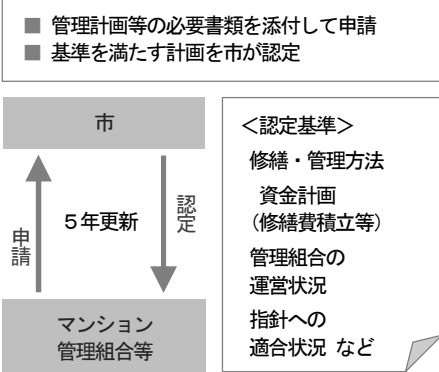 ■ 管理計画等の必要書類を添付して申請
■ 基準を満たす計画を市が認定
市
申請
5年更新
認定
マンション
管理組合等
＜認定基準＞
修繕・管理方法
資金計画
(修繕費積立等)
管理組合の
運営状況
指針への
適合状況 など